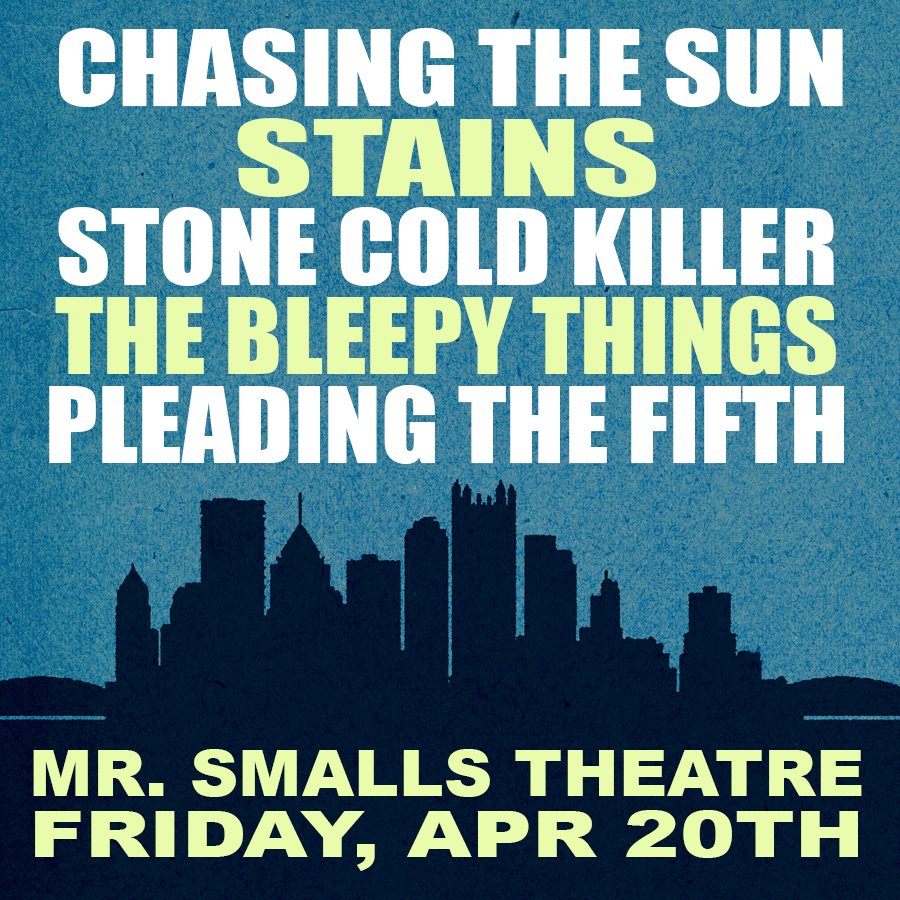 CHASING THE SUN
STAINS
STONE COLD KILLER
THE BLEEPY THINGS
PLEADING THE FIFTH
MR. SMALLS THEATRE
FRIDAY, APR 20TH